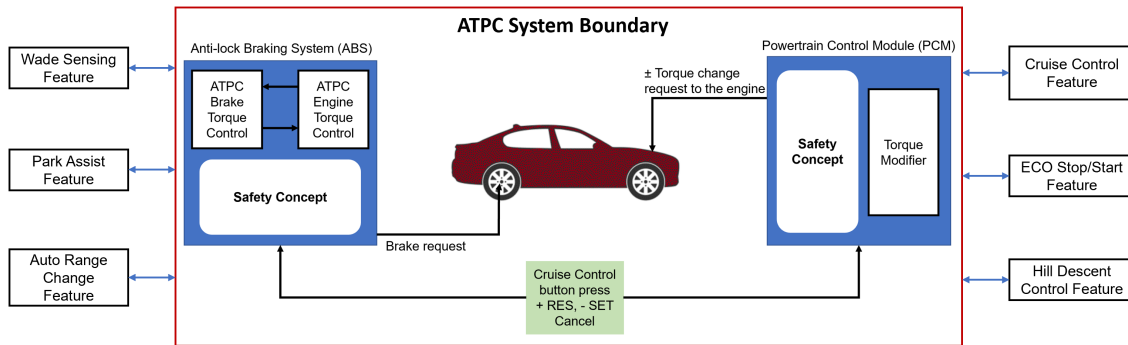 ATPC System Boundary
Wade Sensing
Feature
Park Assist
Feature
Auto Range
Change
Feature
Anti-lock Braking System (ABS)
ATPC
Brake
Torque
Control
ATPC
Engine
Torque
Control
Safety Concept
Brake request
± Torque change
request to the engine
Cruise Control
button press
+ RES, - SET
Cancel
Powertrain Control Module (PCM)
Safety
Concept
Torque
Modifier
Cruise Control
Feature
ECO Stop/Start
Feature
Hill Descent
Control Feature